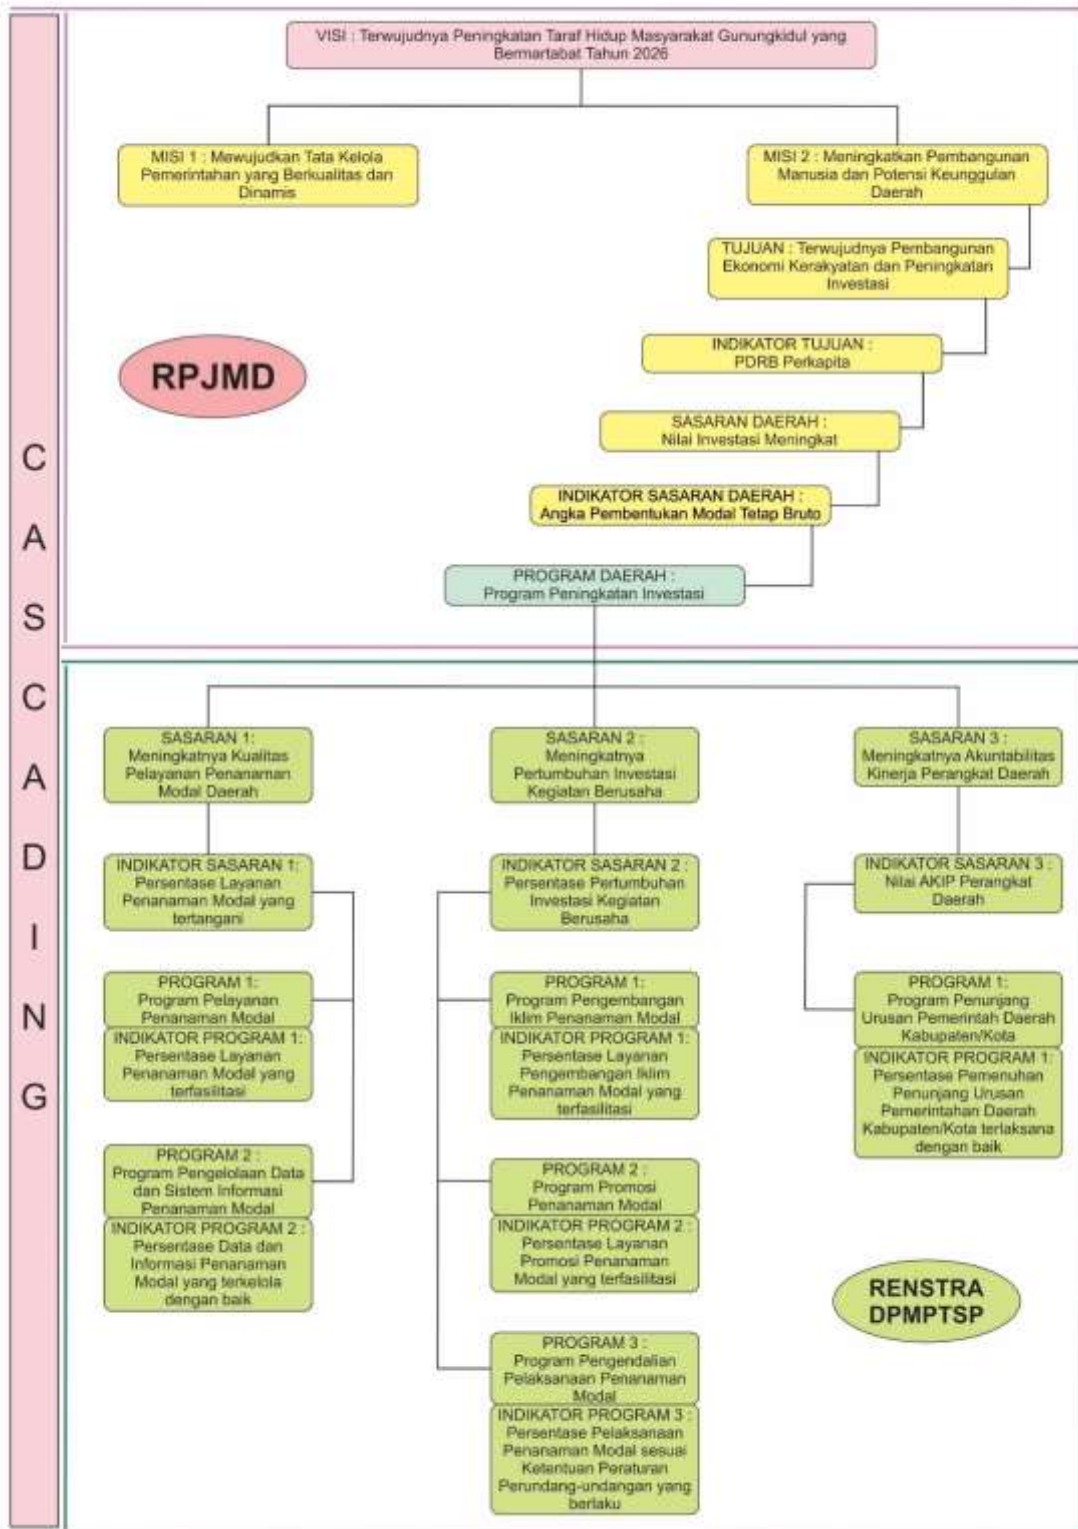 CASCADING
VISI : Terwujudnya Peningkatan Taraf Hidup Masyarakat Gunungkidul yang
Bermartabat Tahun 2026
MISI 1 : Mewujudkan Tata Kelola
Pemerintahan yang Berkualitas dan
Dinamis
MISI 2 : Meningkatkan Pembangunan
Manusia dan Potensi Keunggulan
Daerah
TUJUAN : Terwujudnya Pembangunan
Ekonomi Kerakyatan dan Peningkatan
Investasi
INDIKATOR TUJUAN :
PDRB Perkapita
RPJMD
SASARAN DAERAH :
Nilai Investasi Meningkat
INDIKATOR SASARAN DAERAH :
Angka Pembentukan Modal Tetap Bruto
PROGRAM DAERAH :
Program Peningkatan Investasi
SASARAN 1:
Meningkatnya Kualitas
Pelayanan Penanaman
Modal Daerah
INDIKATOR SASARAN 1:
Persentase Layanan
Penanaman Modal yang
tertangani
PROGRAM 1:
Program Pelayanan
Penanaman Modal
INDIKATOR PROGRAM 1:
Persentase Layanan
Penanaman Modal yang
terfasilitasi
PROGRAM 2 :
Program Pengelolaan Data
dan Sistem Informasi
Penanaman Modal
INDIKATOR PROGRAM 2 :
Persentase Data dan
Informasi Penanaman
Modal yang terkelola
dengan baik
SASARAN 2 :
Meningkatnya
Pertumbuhan Investasi
Kegiatan Berusaha
INDIKATOR SASARAN 2 :
Persentase Pertumbuhan
Investasi Kegiatan
Berusaha
PROGRAM 1:
Program Pengembangan
Iklim Penanaman Modal
INDIKATOR PROGRAM 1:
Persentase Layanan
Pengembangan Iklim
Penanaman Modal yang
terfasilitasi
PROGRAM 2 :
Program Promosi
Penanaman Modal
INDIKATOR PROGRAM 2 :
Persentase Layanan
Promosi Penanaman
Modal yang terfasilitasi
PROGRAM 3 :
Program Pengendalian
Pelaksanaan Penanaman
Modal
INDIKATOR PROGRAM 3 :
Persentase Pelaksanaan
Penanaman Modal sesuai
Ketentuan Peraturan
Perundang-undangan yang
berlaku
SASARAN 3 :
Meningkatnya Akuntabilitas
Kinerja Perangkat Daerah
INDIKATOR SASARAN 3 :
Nilai AKIP Perangkat
Daerah
PROGRAM 1:
Program Penunjang
Urusan Pemerintah Daerah
Kabupaten/Kota
INDIKATOR PROGRAM 1:
Persentase Pemenuhan
Penunjang Urusan
Pemerintahan Daerah
Kabupaten/Kota terlaksana
dengan baik
RENSTRA
DPMPTSP